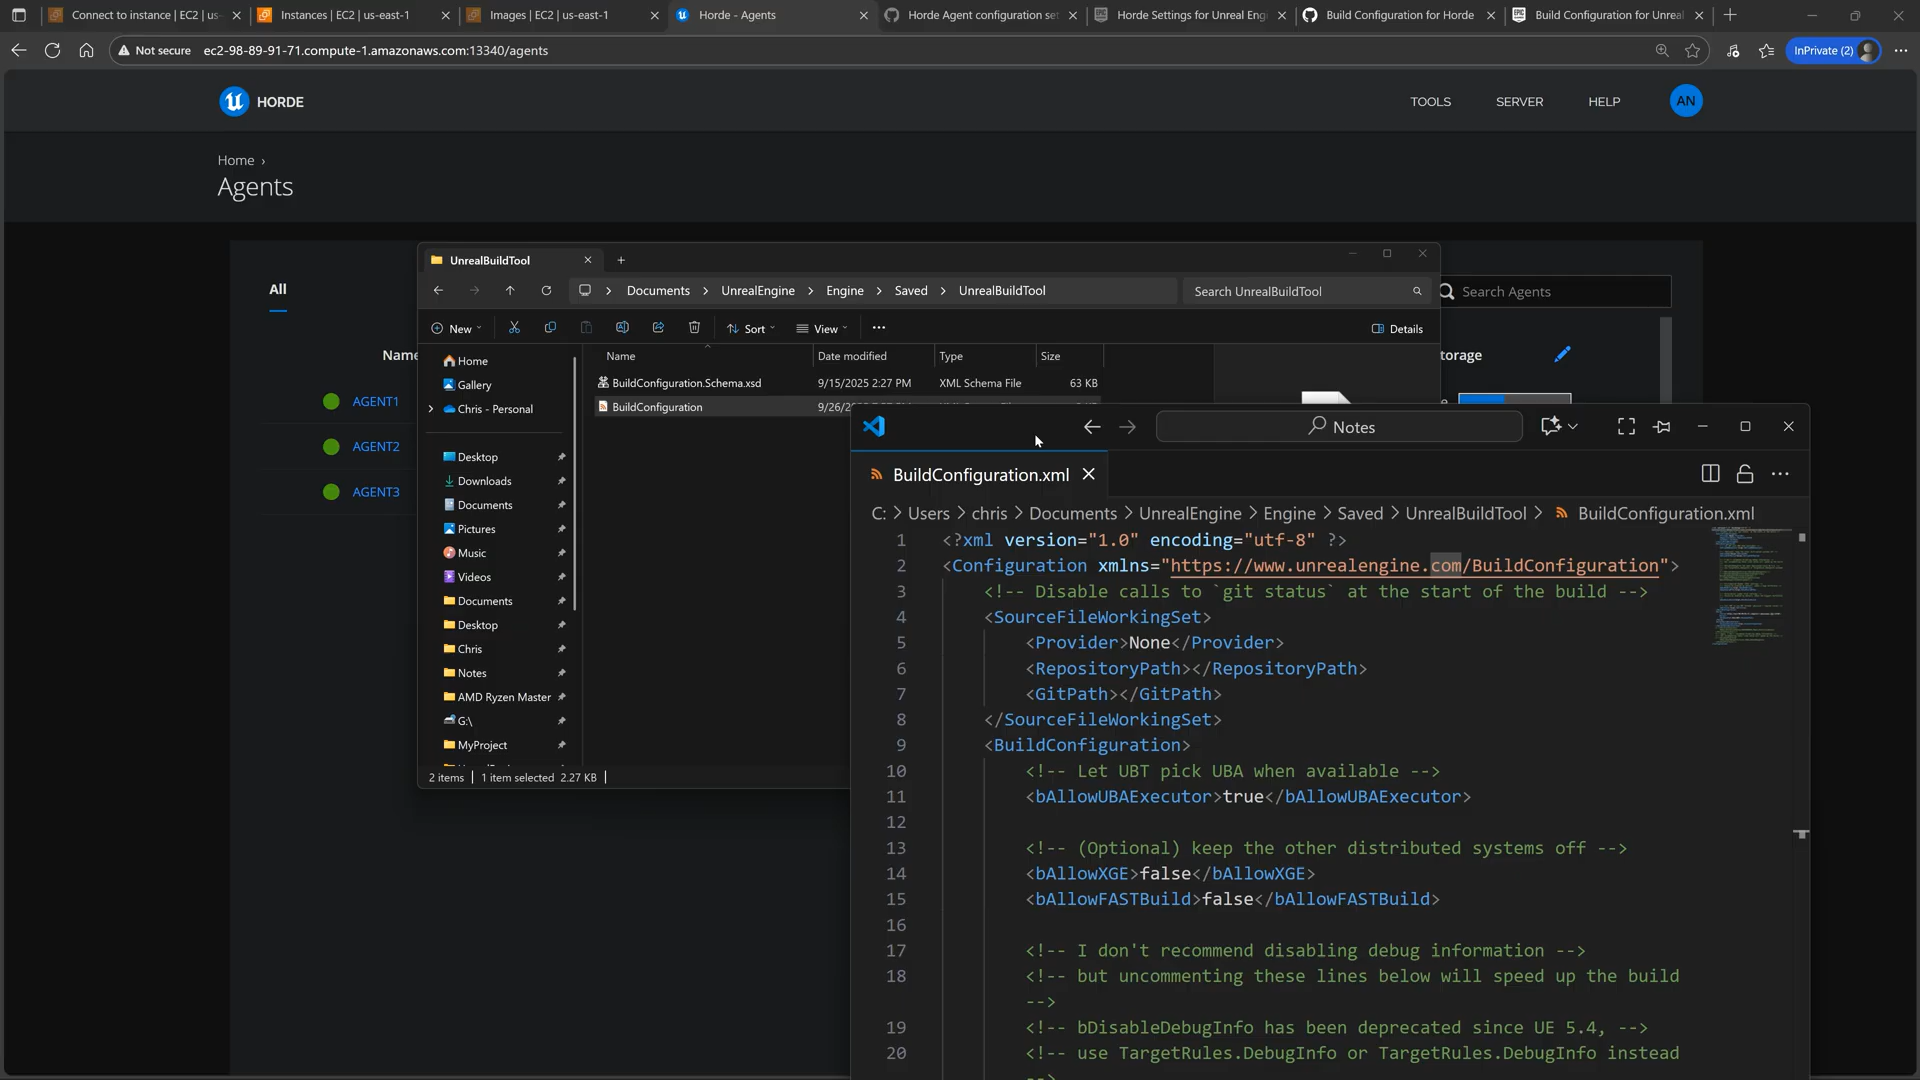 Connect to instance | EC2 | us-
Instances | EC2 | us-east-1
Images | EC2 | us-east-1
Horde - Agents
Horde Agent configuration set
Horde Settings for Unreal Eng
Build Configuration for Horde
Build Configuration for Unreal
Not secure ec2-98-89-91-71.compute-1.amazonaws.com:13340/agents
InPrivate (2)
HORDE
TOOLS
SERVER
HELP
AN
Home ›
Agents
All
Name
AGENT1
AGENT2
AGENT3
Search Agents
torage
UnrealBuildTool
Documents > UnrealEngine > Engine > Saved > UnrealBuildTool
Search UnrealBuildTool
New
Sort
View
Details
Home
Gallery
Chris - Personal
Desktop
Downloads
Documents
Pictures
Music
Videos
Documents
Desktop
Chris
Notes
AMD Ryzen Master
G:\
MyProject
Name Date modified Type Size
BuildConfiguration.Schema.xsd 9/15/2025 2:27 PM XML Schema File 63 KB
BuildConfiguration
2 items 1 item selected 2.27 KB
Notes
BuildConfiguration.xml
C: > Users > chris > Documents > UnrealEngine > Engine > Saved > UnrealBuildTool > BuildConfiguration.xml
1 <?xml version="1.0" encoding="utf-8" ?>
2 <Configuration xmlns="https://www.unrealengine.com/BuildConfiguration">
3 <!-- Disable calls to `git status` at the start of the build -->
4 <SourceFileWorkingSet>
5 <Provider>None</Provider>
6 <RepositoryPath></RepositoryPath>
7 <GitPath></GitPath>
8 </SourceFileWorkingSet>
9 <BuildConfiguration>
10 <!-- Let UBT pick UBA when available -->
11 <bAllowUBAExecutor>true</bAllowUBAExecutor>
12
13 <!-- (Optional) keep the other distributed systems off -->
14 <bAllowXGE>false</bAllowXGE>
15 <bAllowFASTBuild>false</bAllowFASTBuild>
16
17 <!-- I don't recommend disabling debug information -->
18 <!-- but uncommenting these lines below will speed up the build
-->
19 <!-- bDisableDebugInfo has been deprecated since UE 5.4, -->
20 <!-- use TargetRules.DebugInfo or TargetRules.DebugInfo instead